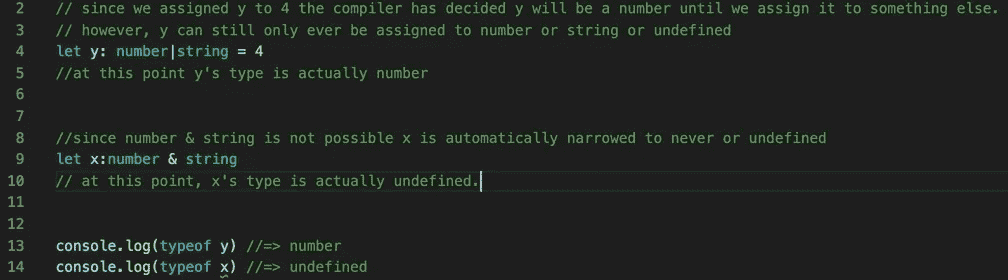 2 // since we assigned y to 4 the compiler has decided y will be a number until we assign it to something else.
3 // however, y can still only ever be assigned to number or string or undefined
4 let y: number|string = 4
5 //at this point y's type is actually number
6
7
8 //since number & string is not possible x is automatically narrowed to never or undefined
9 let x:number & string
10 // at this point, x's type is actually undefined.
11
12
13 console.log(typeof y) //=> number
14 console.log(typeof x) //=> undefined